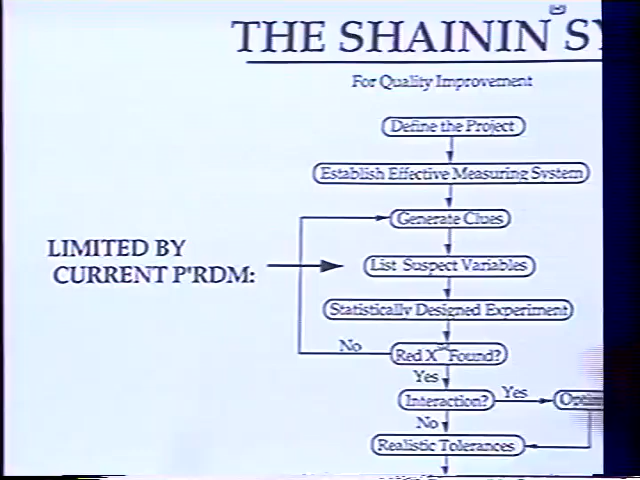 THE SHAININ
For Quality Improvement
Define the Project
Establish Effective Measuring System
Generate Clues
LIMITED BY
CURRENT P'RDM:
List Suspect Variables
Statistically Designed Experiment
No
Red X Found?
Yes
Interaction?
Yes
No
Realistic Tolerances